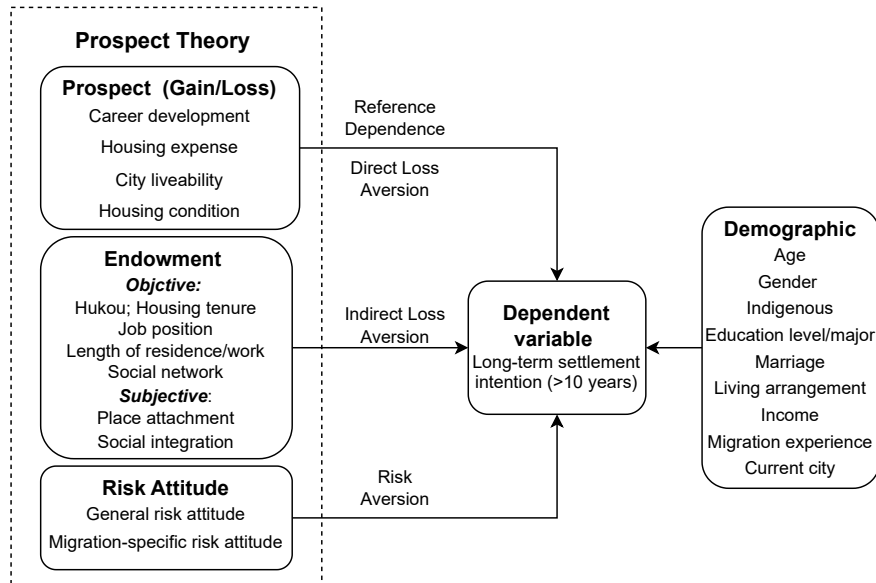 Prospect Theory
Prospect (Gain/Loss)
Career development
Housing expense
City liveability
Housing condition
Endowment
Objctive:
Hukou; Housing tenure
Job position
Length of residence/work
Social network
Subjective:
Place attachment
Social integration
Risk Attitude
General risk attitude
Migration-specific risk attitude
Reference
Dependence
Direct Loss
Aversion
Indirect Loss
Aversion
Risk
Aversion
Dependent
variable
Long-term settlement
intention (>10 years)
Demographic
Age
Gender
Indigenous
Education level/major
Marriage
Living arrangement
Income
Migration experience
Current city